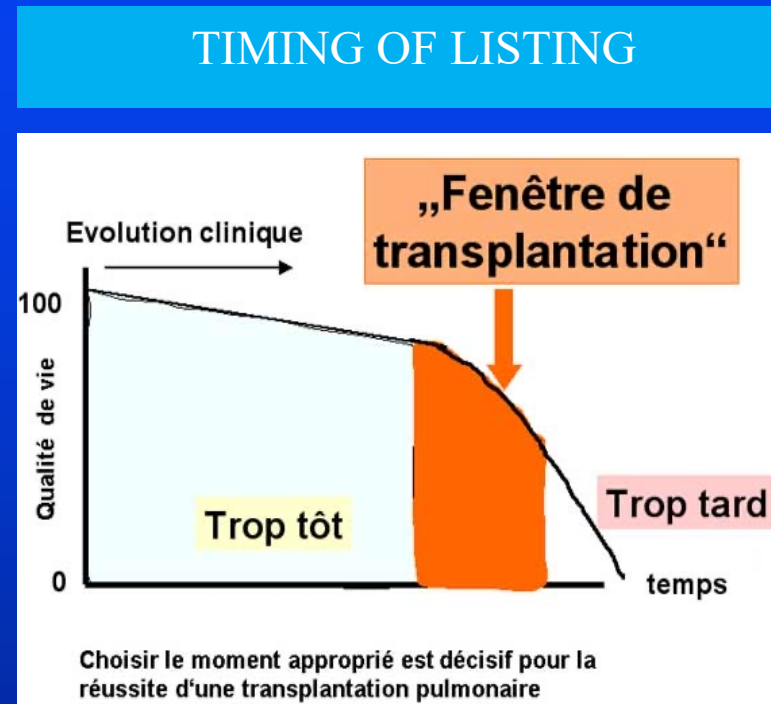 TIMING OF LISTING
„Fenêtre de
transplantation“
Evolution clinique
100
Qualité de vie
Trop tôt
Trop tard
0
temps
Choisir le moment approprié est décisif pour la
réussite d‘une transplantation pulmonaire